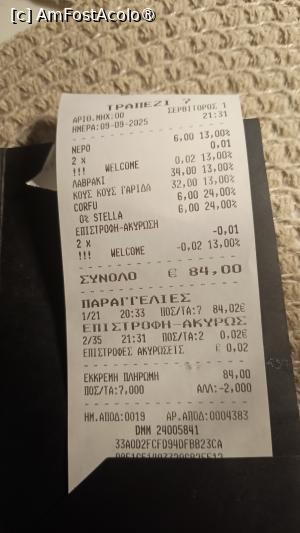 [c] AmFostAcolo®
ΤΡΑΠΕΖΙ 7
ΑΡΙΘ.ΜΗΧ:00 ΣΕΡΒΙΤΟΡΟΣ 1
ΗΜΕΡΑ:09-09-2025 21:31
ΝΕΡΟ 6,00 13,00%
2 x 0,01
!!! WELCOME 0,02 13,00%
ΛΑΒΡΑΚΙ 34,00 13,00%
ΚΟΥΣ ΚΟΥΣ ΓΑΡΙΔΑ 32,00 13,00%
CORFU 6,00 24,00%
0% STELLA 6,00 24,00%
ΕΠΙΣΤΡΟΦΗ-ΑΚΥΡΩΣΗ
2 x -0,01
!!! WELCOME -0,02 13,00%
ΣΥΝΟΛΟ € 84,00
ΠΑΡΑΓΓΕΛΙΕΣ
1/21 20:33 ΠΟΣ/ΤΑ:7 84,02€
ΕΠΙΣΤΡΟΦΗ-ΑΚΥΡΩΣ
2/35 21:31 ΠΟΣ/ΤΑ:2 0,02€
ΕΠΙΣΤΡΟΦΕΣ ΑΚΥΡΩΣΕΙΣ € 0,02
ΕΚΚΡΕΜΗ ΠΛΗΡΩΜΗ 84,00
ΠΟΣ/ΤΑ:7,000 ΑΛΛ:-2,000
ΗΜ.ΑΠΟΔ:0019 ΑΡ.ΑΠΟΔ:0004383
DMM 24005841
33A0D2FCFD94DFBB23CA